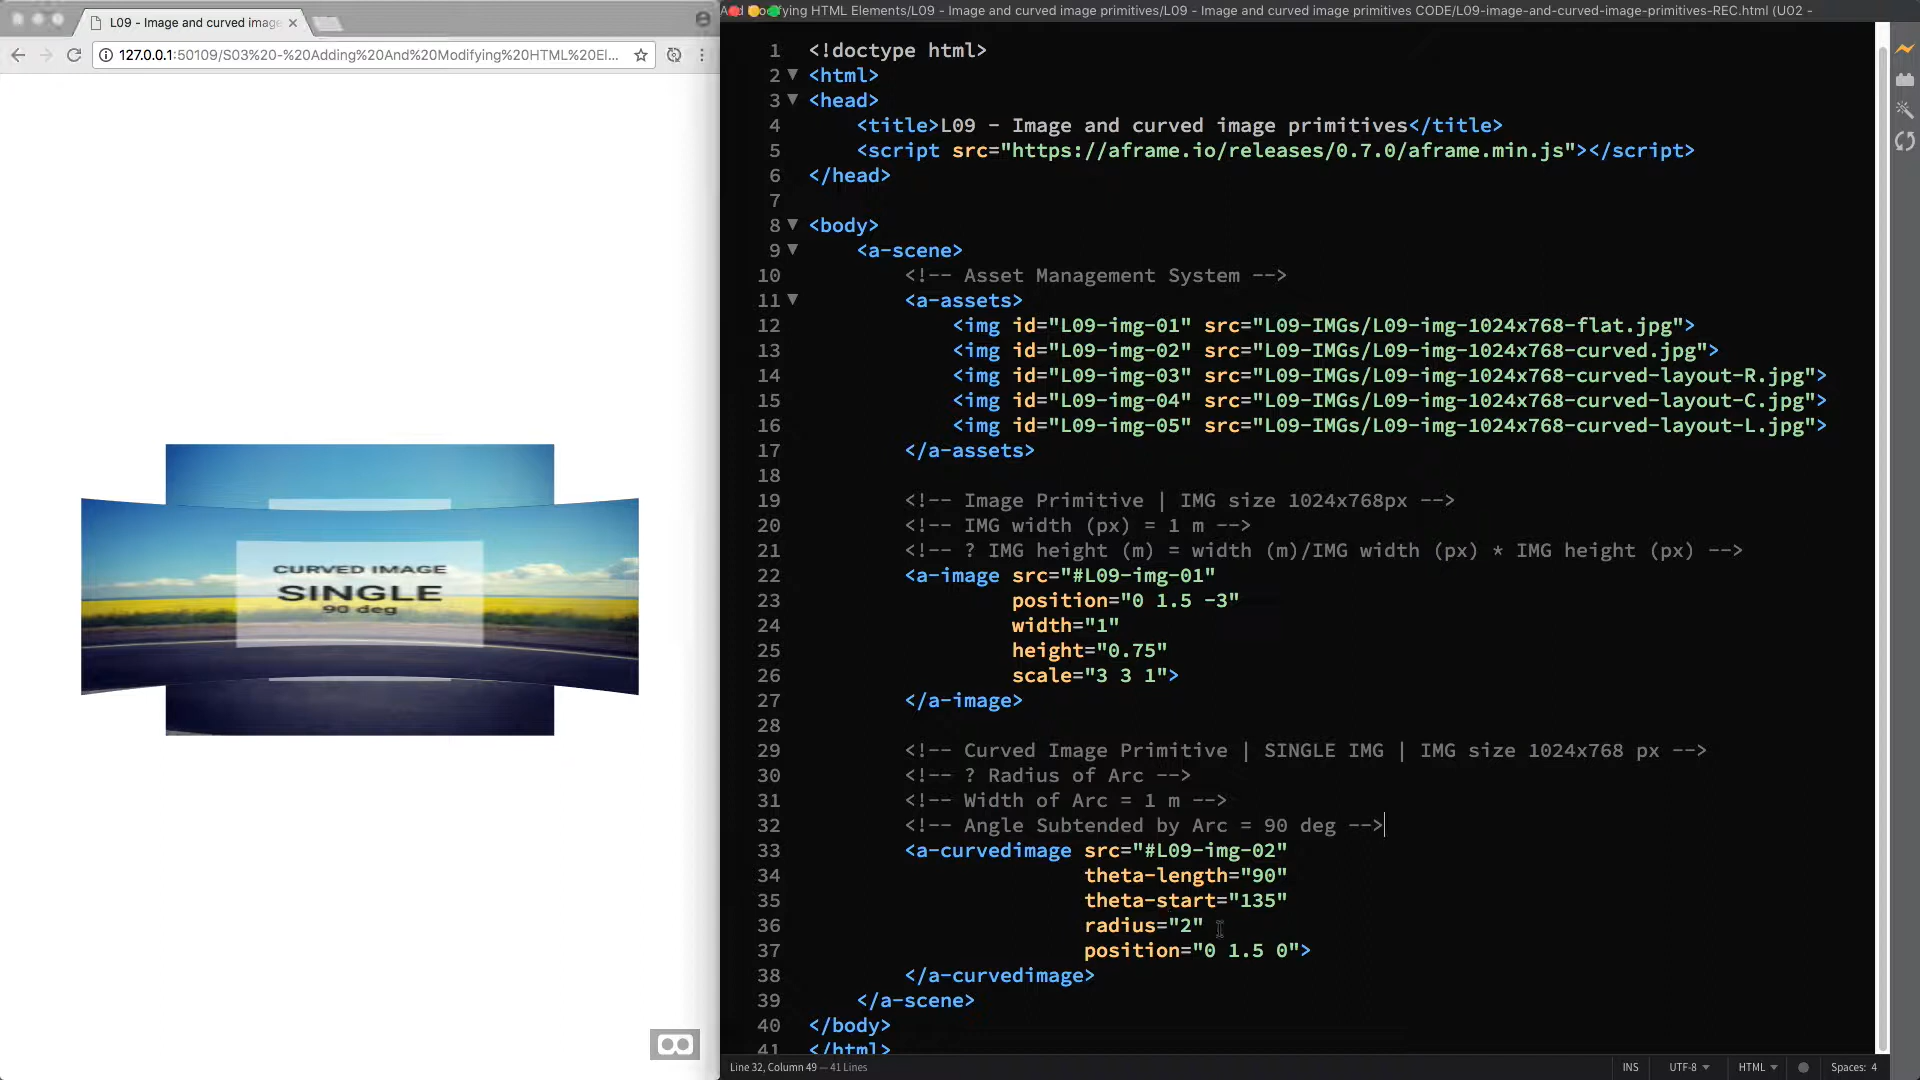 L09 - Image and curved imag
127.0.0.1:50109/S03%20-%20Adding%20And%20Modifying%20HTML%20El...
CURVED IMAGE
SINGLE
90 deg
ifying HTML Elements/L09 - Image and curved image primitives/L09 - Image and curved image primitives CODE/L09-image-and-curved-image-primitives-REC.html (U02 -
1 <!doctype html>
2 <html>
3 <head>
4 <title>L09 - Image and curved image primitives</title>
5 <script src="https://aframe.io/releases/0.7.0/aframe.min.js"></script>
6 </head>
7
8 <body>
9 <a-scene>
10 <!-- Asset Management System -->
11 <a-assets>
12 <img id="L09-img-01" src="L09-IMGs/L09-img-1024x768-flat.jpg">
13 <img id="L09-img-02" src="L09-IMGs/L09-img-1024x768-curved.jpg">
14 <img id="L09-img-03" src="L09-IMGs/L09-img-1024x768-curved-layout-R.jpg">
15 <img id="L09-img-04" src="L09-IMGs/L09-img-1024x768-curved-layout-C.jpg">
16 <img id="L09-img-05" src="L09-IMGs/L09-img-1024x768-curved-layout-L.jpg">
17 </a-assets>
18
19 <!-- Image Primitive | IMG size 1024x768px -->
20 <!-- IMG width (px) = 1 m -->
21 <!-- ? IMG height (m) = width (m)/IMG width (px) * IMG height (px) -->
22 <a-image src="#L09-img-01"
23 position="0 1.5 -3"
24 width="1"
25 height="0.75"
26 scale="3 3 1">
27 </a-image>
28
29 <!-- Curved Image Primitive | SINGLE IMG | IMG size 1024x768 px -->
30 <!-- ? Radius of Arc -->
31 <!-- Width of Arc = 1 m -->
32 <!-- Angle Subtended by Arc = 90 deg -->
33 <a-curvedimage src="#L09-img-02"
34 theta-length="90"
35 theta-start="135"
36 radius="2"
37 position="0 1.5 0">
38 </a-curvedimage>
39 </a-scene>
40 </body>
41 </html>
Line 32, Column 49 — 41 Lines
INS
UTF-8
HTML
Spaces: 4